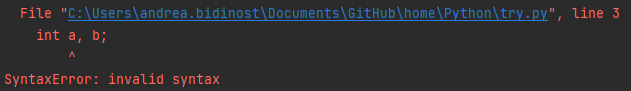 File "C:\Users\andrea.bidinost\Documents\GitHub\home\Python\try.py", line 3
int a, b;
^
SyntaxError: invalid syntax